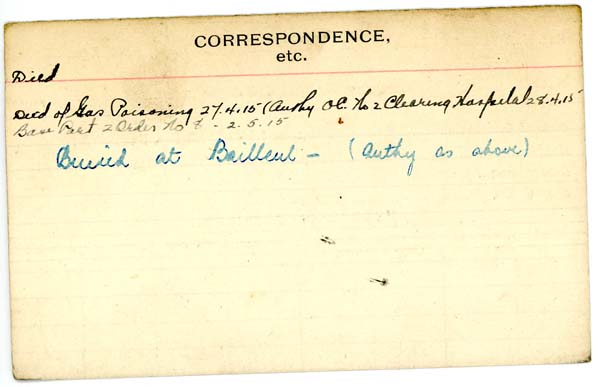 CORRESPONDENCE,
etc.
Died
Died of Gas Poisoning 27.4.15 (Authy O.C. No 2 Clearing Hospital 28.4.15
Base Part 2 Order No 8 - 2.5.15
Buried at Bailleul - (Authy as above)